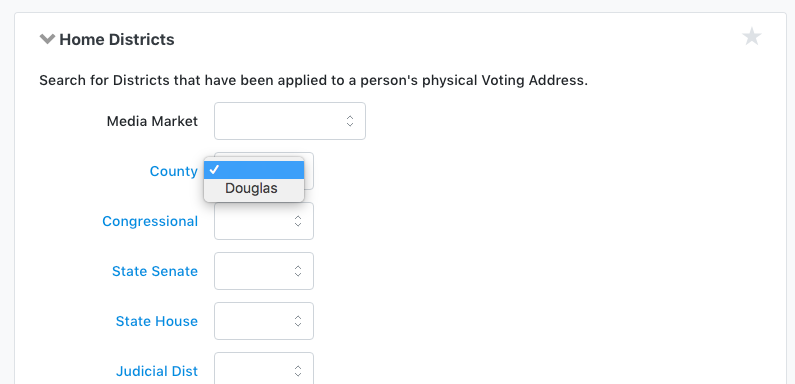 Home Districts
Search for Districts that have been applied to a person's physical Voting Address.
Media Market
County
Douglas
Congressional
State Senate
State House
Judicial Dist